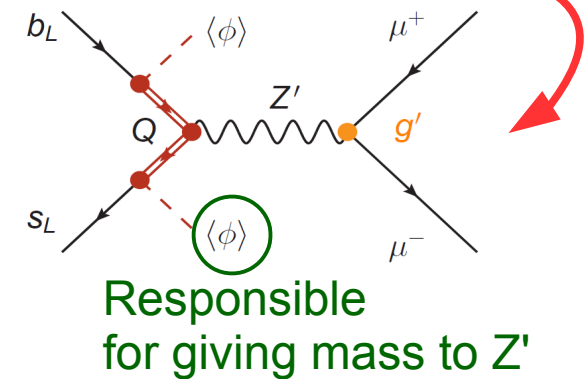 b_L
⟨ϕ⟩
μ⁺
Z'
Q
g'
s_L
⟨ϕ⟩
μ⁻
Responsible
for giving mass to Z'